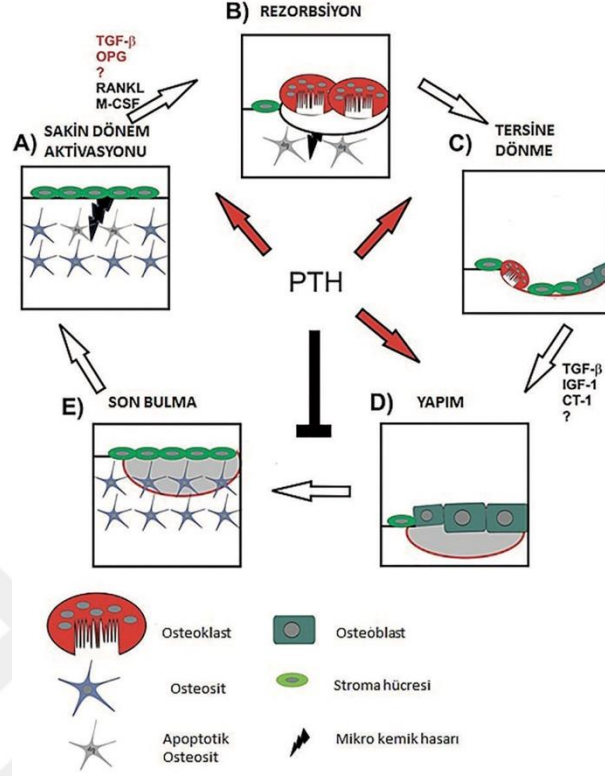 B) REZORBSİYON
TGF-β
OPG
?
RANKL
M-CSF
A) SAKİN DÖNEM
AKTİVASYONU
C) TERSİNE
DÖNME
PTH
TGF-β
IGF-1
CT-1
?
E) SON BULMA
D) YAPIM
Osteoklast
Osteoblast
Osteosit
Stroma hücresi
Apoptotik
Osteosit
Mikro kemik hasarı